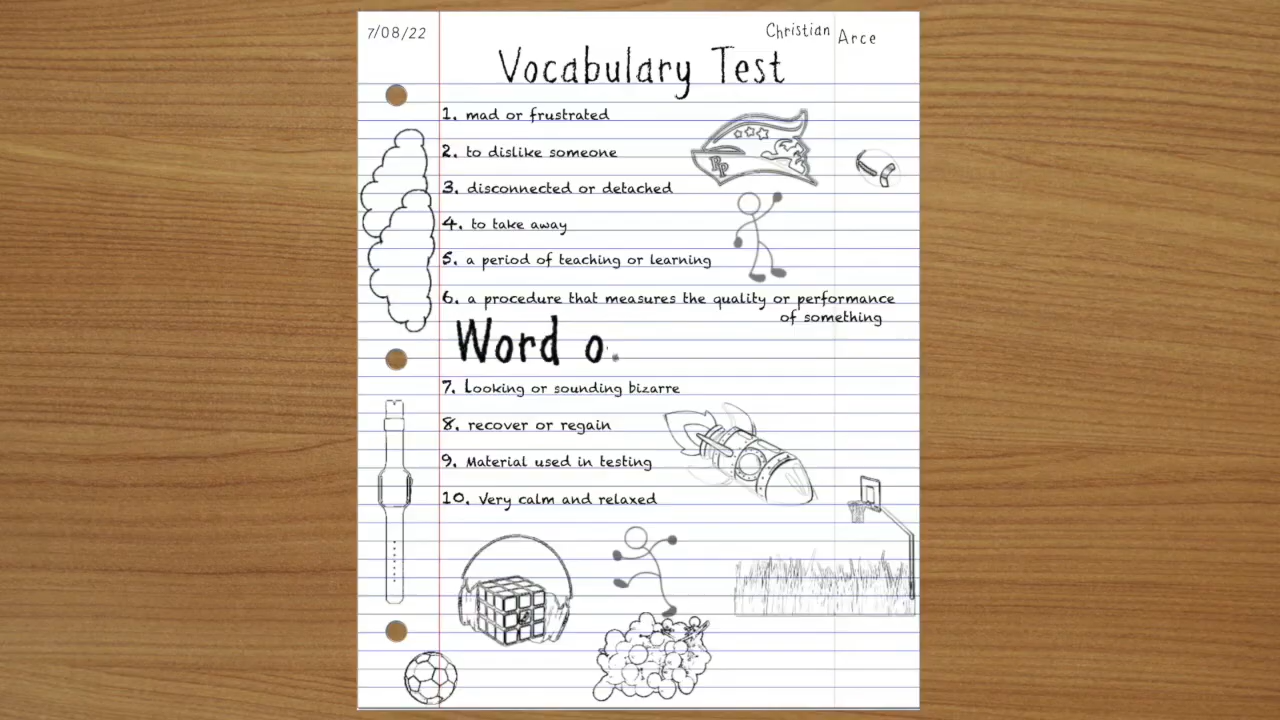 7/08/22
Christian Arce
Vocabulary Test
1. mad or frustrated
2. to dislike someone
3. disconnected or detached
4. to take away
5. a period of teaching or learning
6. a procedure that measures the quality or performance
of something
Word o
7. Looking or sounding bizarre
8. recover or regain
9. Material used in testing
10. Very calm and relaxed
PP